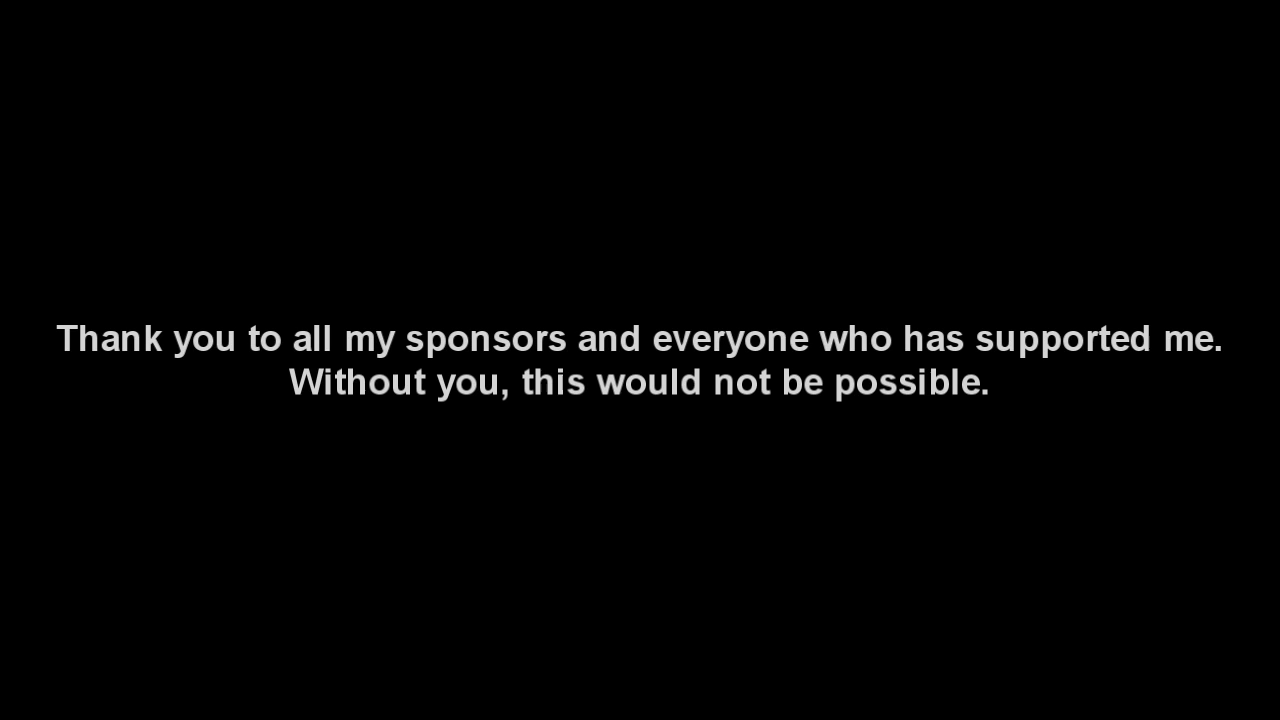 Thank you to all my sponsors and everyone who has supported me.
Without you, this would not be possible.